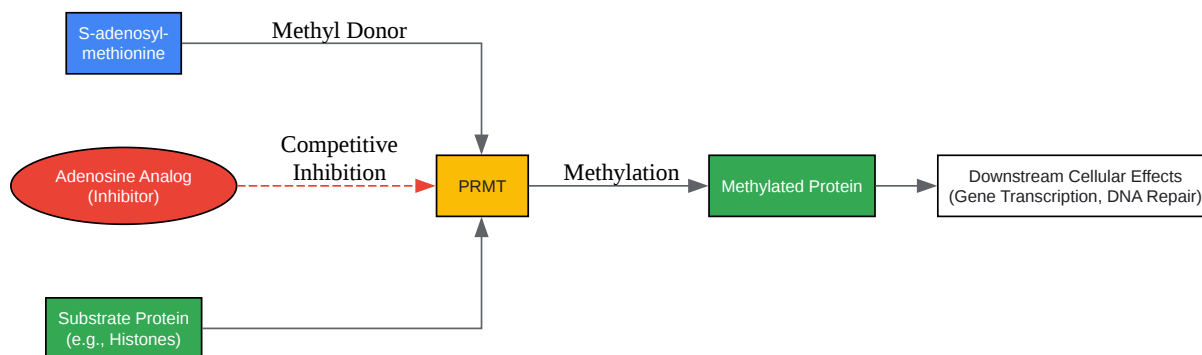 S-adenosyl-
methionine
Methyl Donor
Adenosine Analog
(Inhibitor)
Competitive
Inhibition
PRMT
Methylation
Methylated Protein
Downstream Cellular Effects
(Gene Transcription, DNA Repair)
Substrate Protein
(e.g., Histones)